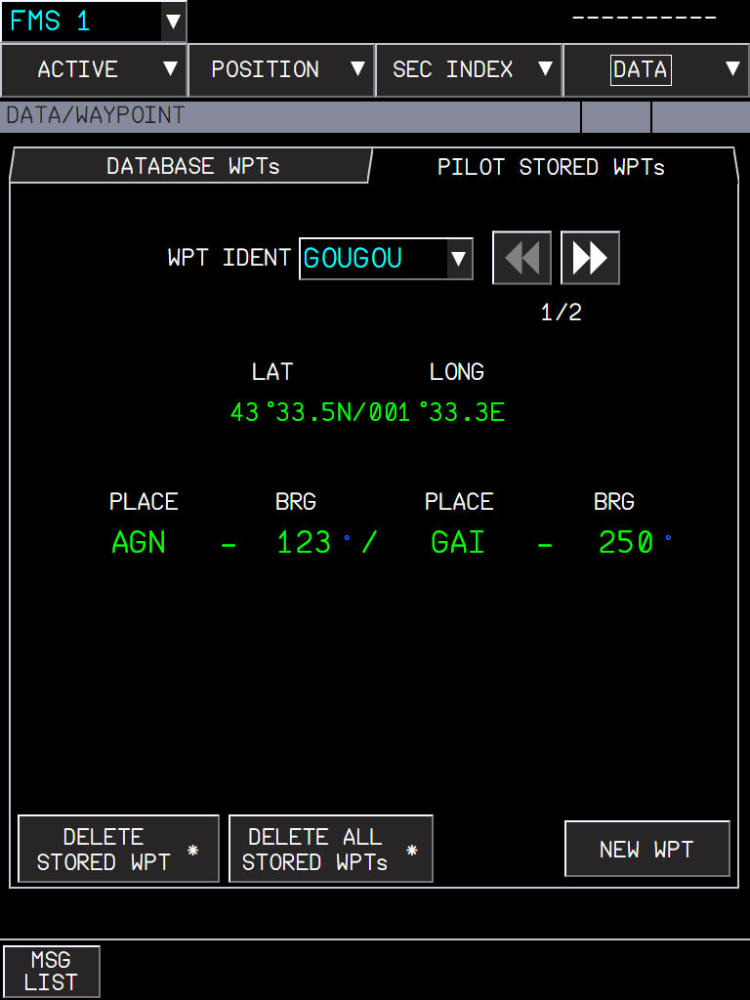 FMS 1
----------
ACTIVE POSITION SEC INDEX DATA
DATA/WAYPOINT
DATABASE WPTs PILOT STORED WPTs
WPT IDENT GOUGOU
1/2
LAT LONG
43°33.5N/001°33.3E
PLACE BRG PLACE BRG
AGN - 123°/ GAI - 250°
DELETE STORED WPT *
DELETE ALL STORED WPTs *
NEW WPT
MSG
LIST